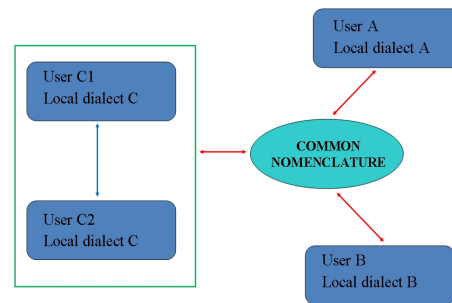 User A
Local dialect A
User C1
Local dialect C
COMMON
NOMENCLATURE
User C2
Local dialect C
User B
Local dialect B